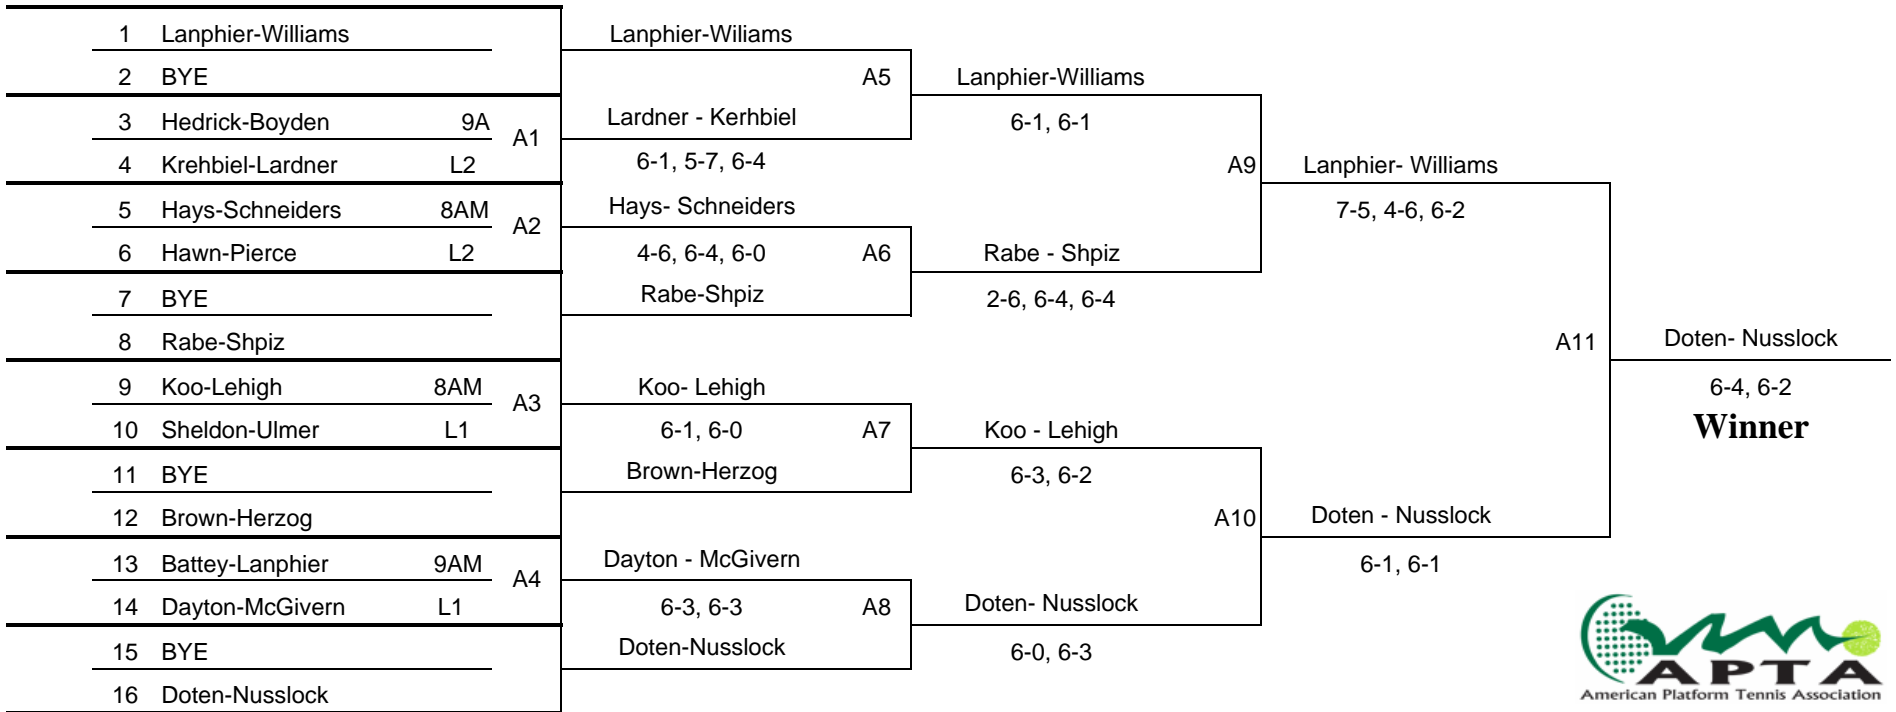 1 Lanphier-Williams
2 BYE
3 Hedrick-Boyden 9A
A1
4 Krehbiel-Lardner L2
5 Hays-Schneiders 8AM
A2
6 Hawn-Pierce L2
7 BYE
8 Rabe-Shpiz
9 Koo-Lehigh 8AM
A3
10 Sheldon-Ulmer L1
11 BYE
12 Brown-Herzog
13 Battey-Lanphier 9AM
A4
14 Dayton-McGivern L1
15 BYE
16 Doten-Nusslock
Lanphier-Wiliams
A5
Lardner - Kerhbiel
6-1, 5-7, 6-4
Hays- Schneiders
4-6, 6-4, 6-0 A6
Rabe-Shpiz
Koo- Lehigh
6-1, 6-0 A7
Brown-Herzog
Dayton - McGivern
6-3, 6-3 A8
Doten-Nusslock
Lanphier-Williams
6-1, 6-1
A9
Rabe - Shpiz
2-6, 6-4, 6-4
Koo - Lehigh
6-3, 6-2
A10
Doten- Nusslock
6-0, 6-3
Lanphier- Williams
7-5, 4-6, 6-2
A11
Doten - Nusslock
6-1, 6-1
Doten- Nusslock
6-4, 6-2
Winner
APTA
American Platform Tennis Association